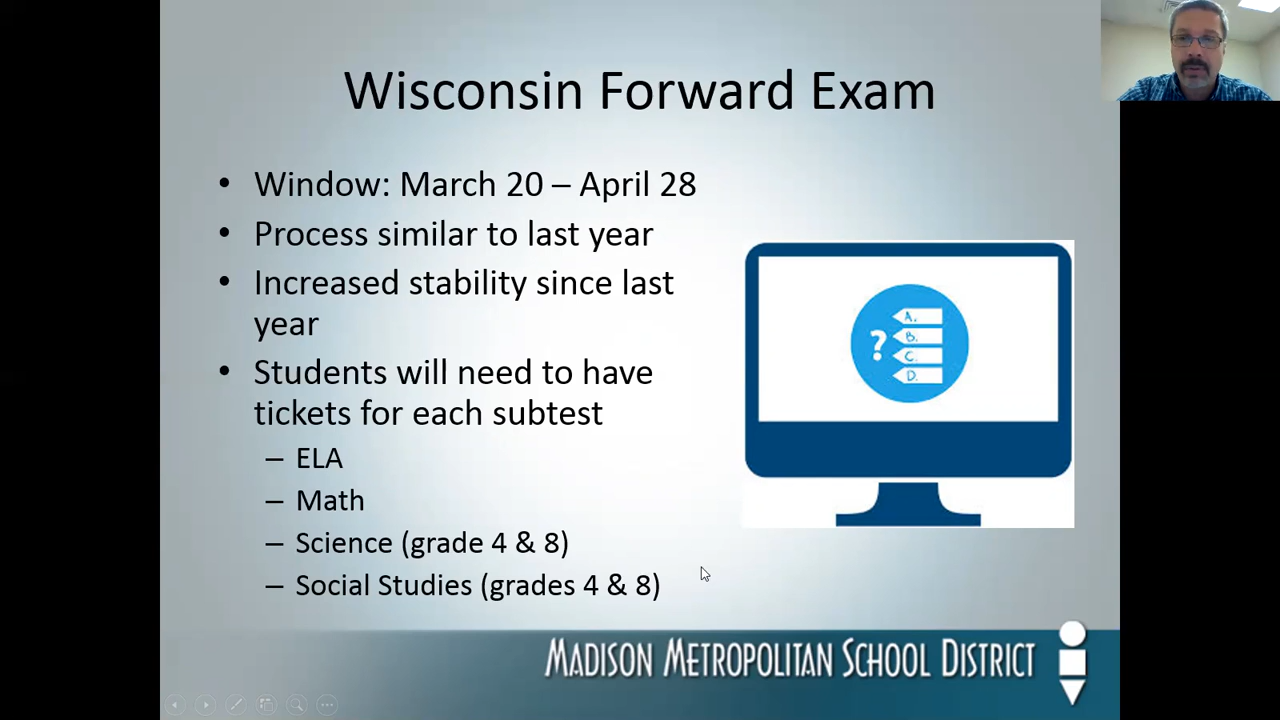 Wisconsin Forward Exam
• Window: March 20 – April 28
• Process similar to last year
• Increased stability since last
year
• Students will need to have
tickets for each subtest
– ELA
– Math
– Science (grade 4 & 8)
– Social Studies (grades 4 & 8)
?
A.
B.
C.
D.
MADISON METROPOLITAN SCHOOL DISTRICT